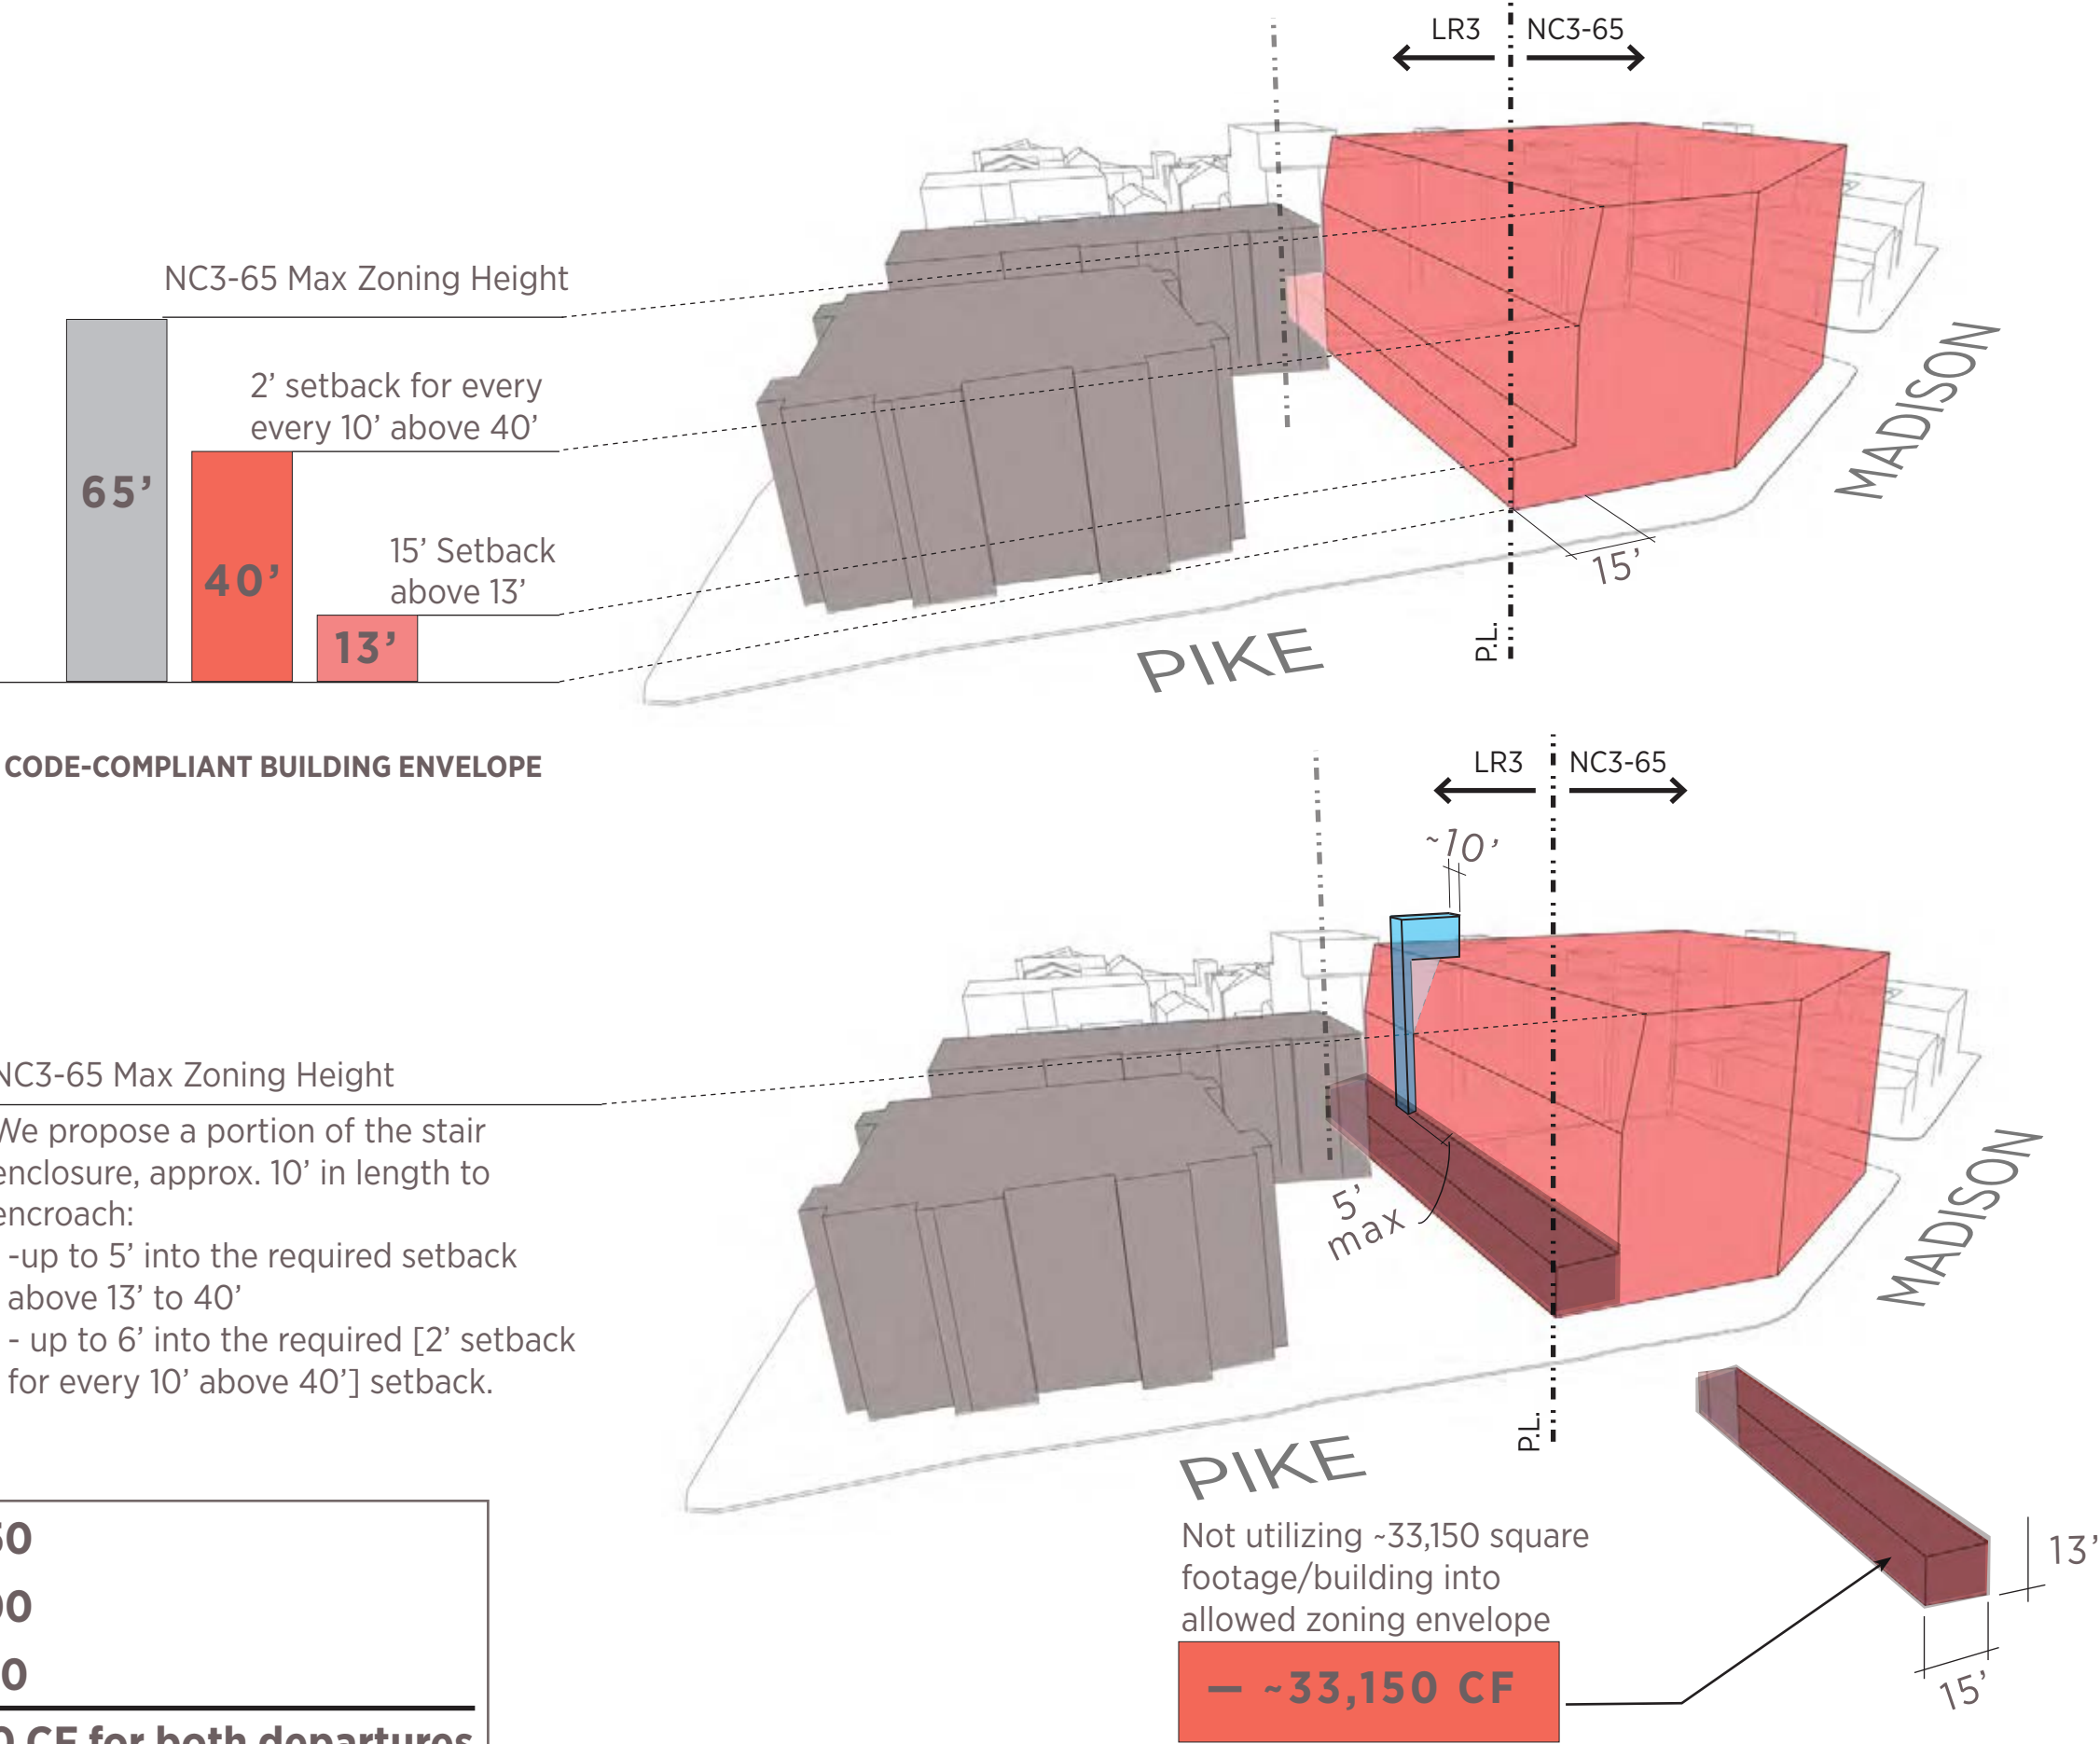 LR3 NC3-65
NC3-65 Max Zoning Height
2’ setback for every
every 10’ above 40’
65’
15’ Setback
above 13’
40’
13’
15’
MADISON
P.L.
PIKE
CODE-COMPLIANT BUILDING ENVELOPE
LR3 NC3-65
~10’
NC3-65 Max Zoning Height
We propose a portion of the stair
enclosure, approx. 10’ in length to
encroach:
-up to 5’ into the required setback
above 13’ to 40’
- up to 6’ into the required [2’ setback
for every 10’ above 40’] setback.
5’
max
MADISON
P.L.
PIKE
Not utilizing ~33,150 square
footage/building into
allowed zoning envelope
— ~33,150 CF
13’
15’
0 CF for both departures